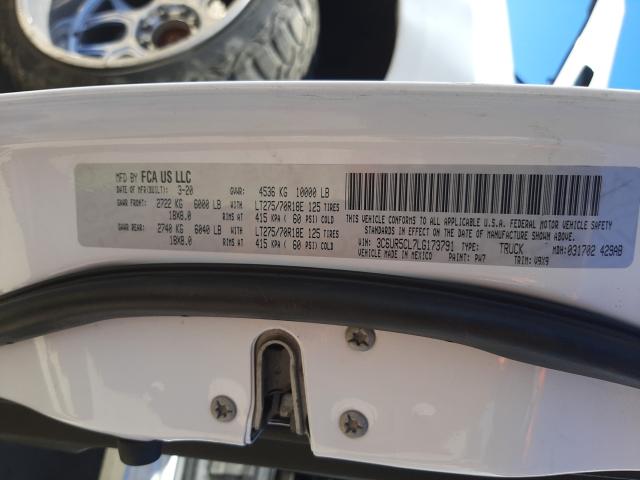 MFD BY FCA US LLC
DATE OF MFR(BUILT): 3-20 GVWR: 4536 KG 10000 LB
GAWR FRONT: 2722 KG 6000 LB WITH LT275/70R18E 125 TIRES
18X8.0 RIMS AT 415 KPA ( 60 PSI) COLD
GAWR REAR: 2740 KG 6040 LB WITH LT275/70R18E 125 TIRES
18X8.0 RIMS AT 415 KPA ( 60 PSI) COLD
THIS VEHICLE CONFORMS TO ALL APPLICABLE U.S.A. FEDERAL MOTOR VEHICLE SAFETY
STANDARDS IN EFFECT ON THE DATE OF MANUFACTURE SHOWN ABOVE.
VIN: 3C6UR5CL7LG173791 TYPE: TRUCK MDH: 031702 429AB
VEHICLE MADE IN MEXICO PAINT: PW7 TRIM: V9X9